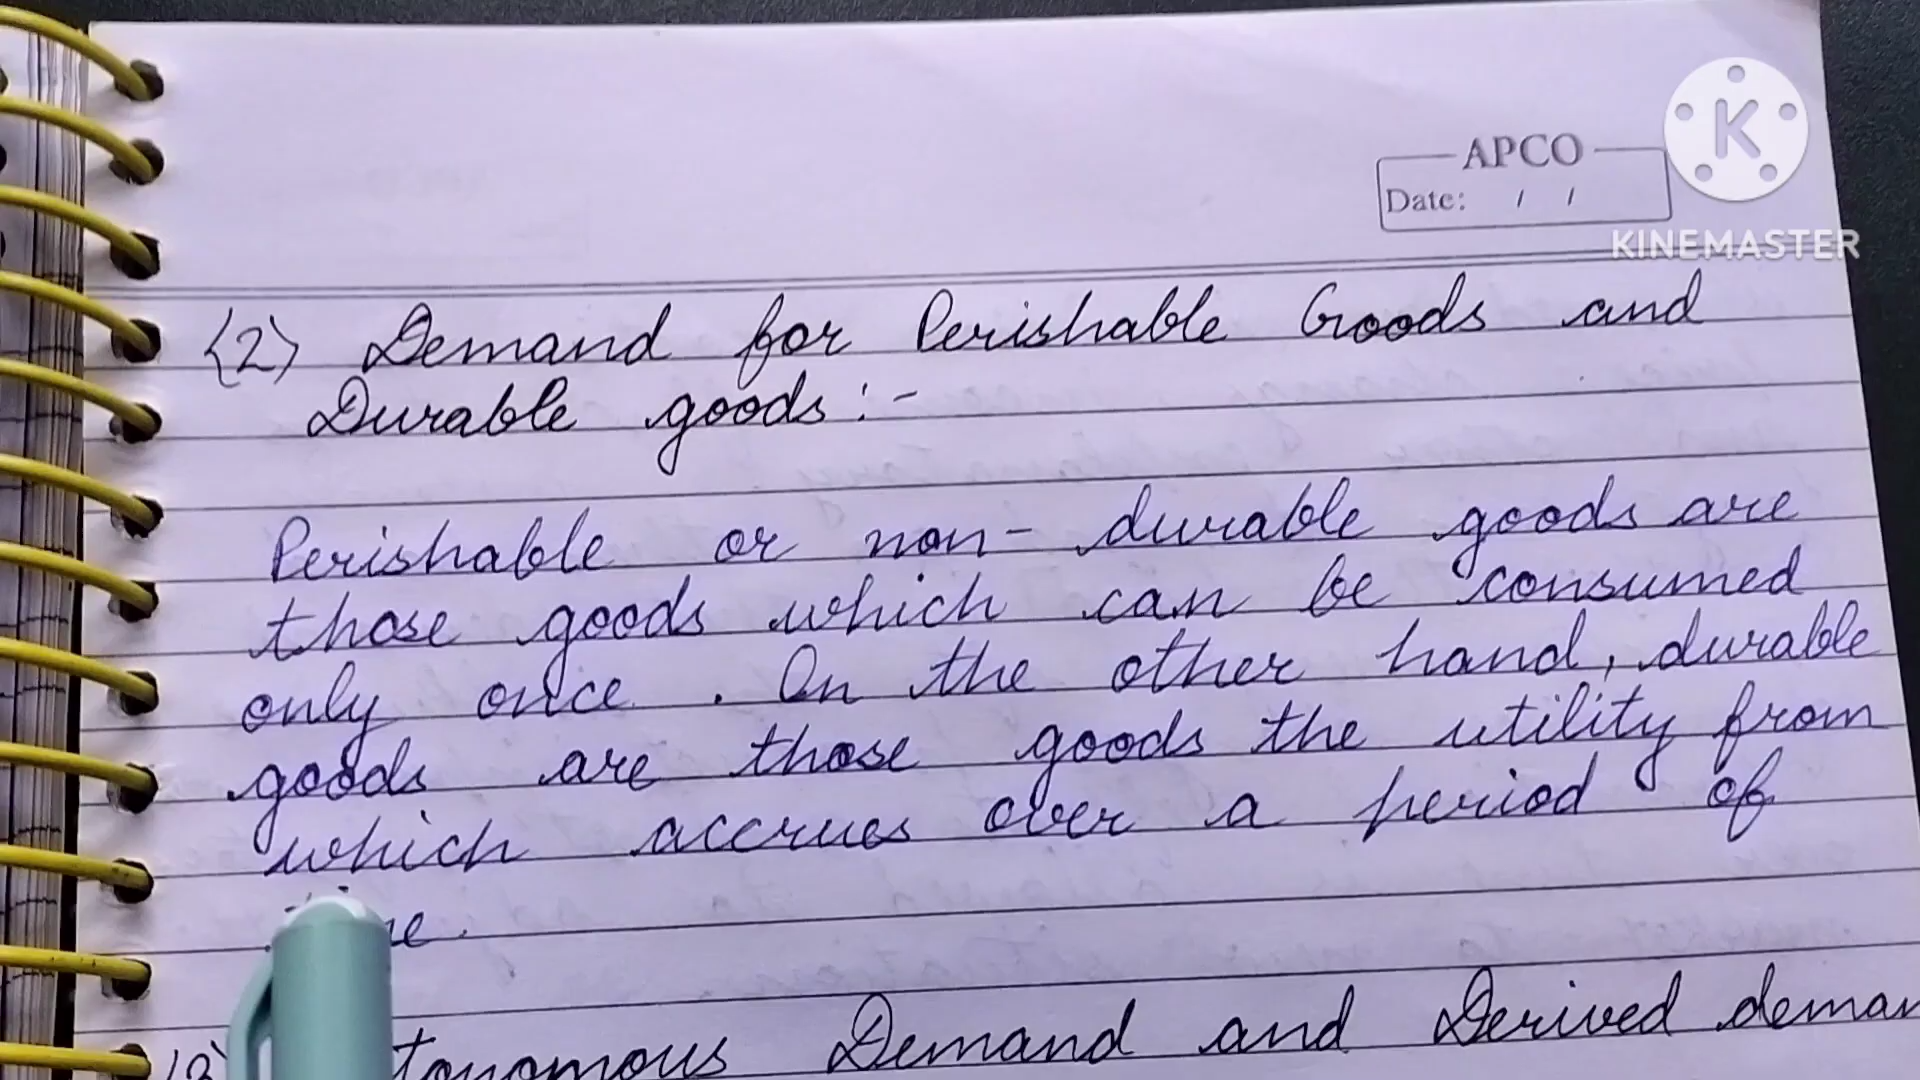 APCO
Date: / /
KINEMASTER
{2} Demand for Perishable Goods and
Durable goods :-
Perishable or non- durable goods are
those goods which can be consumed
only once . On the other hand, durable
goods are those goods the utility from
which accrues over a period of
Demand and Derived